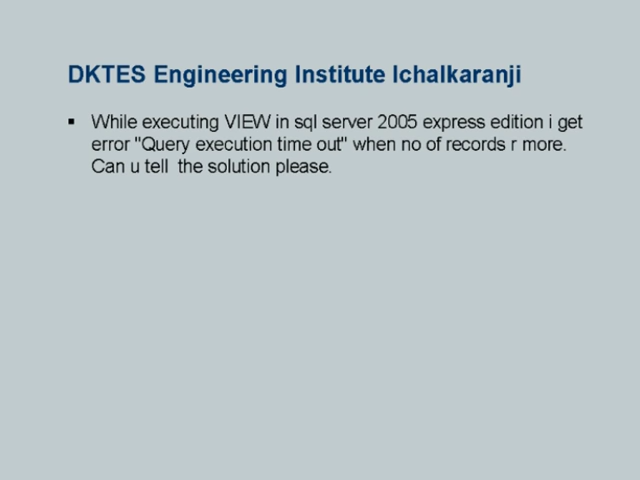 DKTES Engineering Institute Ichalkaranji
▪ While executing VIEW in sql server 2005 express edition i get
error "Query execution time out" when no of records r more.
Can u tell  the solution please.